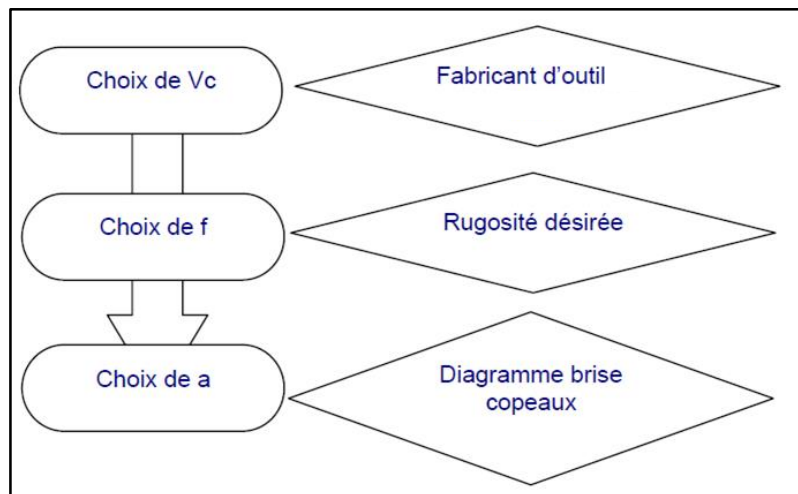 Choix de Vc
Fabricant d'outil
Choix de f
Rugosité désirée
Choix de a
Diagramme brise
copeaux